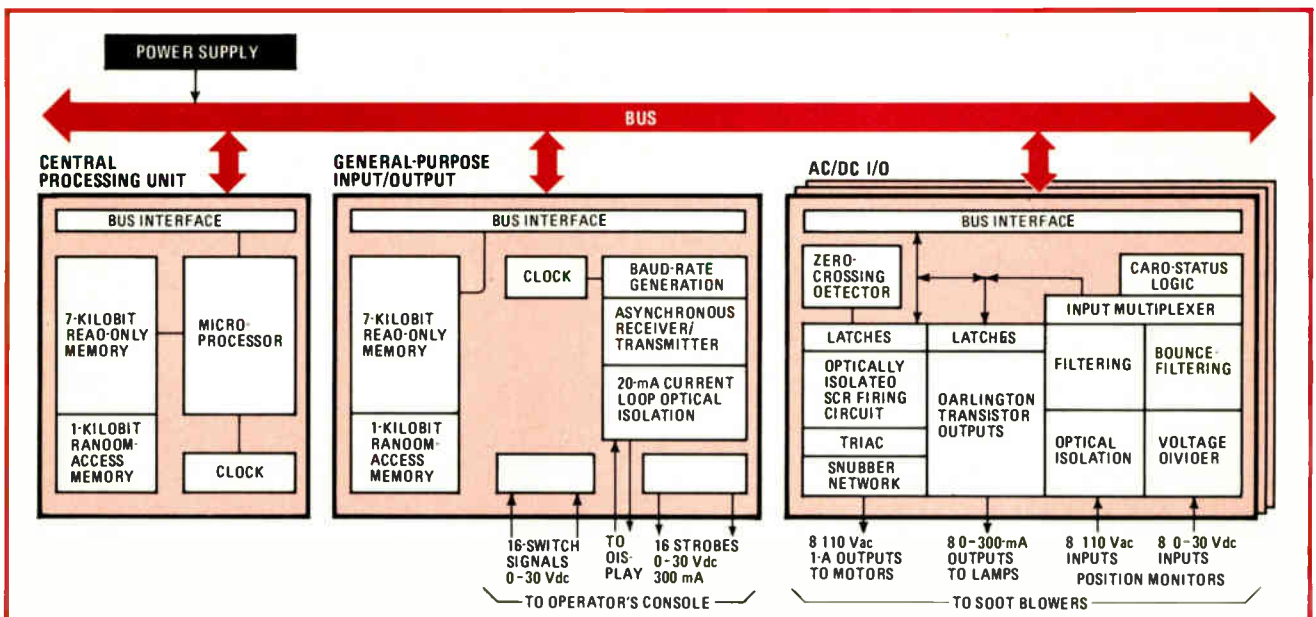 POWER SUPPLY
BUS
CENTRAL
PROCESSING UNIT
BUS INTERFACE
7-KILOBIT
REAO-ONLY
MEMORY
MICRO-
PROCESSOR
1-KILOBIT
RANOOM-
ACCESS
MEMORY
CLOCK
GENERAL-PURPOSE
INPUT/OUTPUT
BUS INTERFACE
7-KILOBIT
REAO-ONLY
MEMORY
1-KILOBIT
RANDOM-
ACCESS
MEMORY
CLOCK
BAUD-RATE
GENERATION
ASYNCHRONOUS
RECEIVER/
TRANSMITTER
20-mA CURRENT
LOOP OPTICAL
ISOLATION
16-SWITCH
SIGNALS
0-30 Vdc
TO
OIS-
PLAY
16 STROBES
0-30 Vdc
300 mA
TO OPERATOR'S CONSOLE
AC/DC I/O
BUS INTERFACE
ZERO-
CROSSING
DETECTOR
CARO-STATUS
LOGIC
INPUT MULTIPLEXER
LATCHES
OPTICALLY
ISOLATED
SCR FIRING
CIRCUIT
TRIAC
SNUBBER
NETWORK
LATCHES
OARLINGTON
TRANSISTOR
OUTPUTS
FILTERING
OPTICAL
ISOLATION
BOUNCE-
FILTERING
VOLTAGE
OIVIOER
8 110 Vac
1-A OUTPUTS
TO MOTORS
8 0-300-mA
OUTPUTS
TO LAMPS
8 110 Vac
INPUTS
8 0-30 Vdc
INPUTS
POSITION MONITORS
TO SOOT BLOWERS